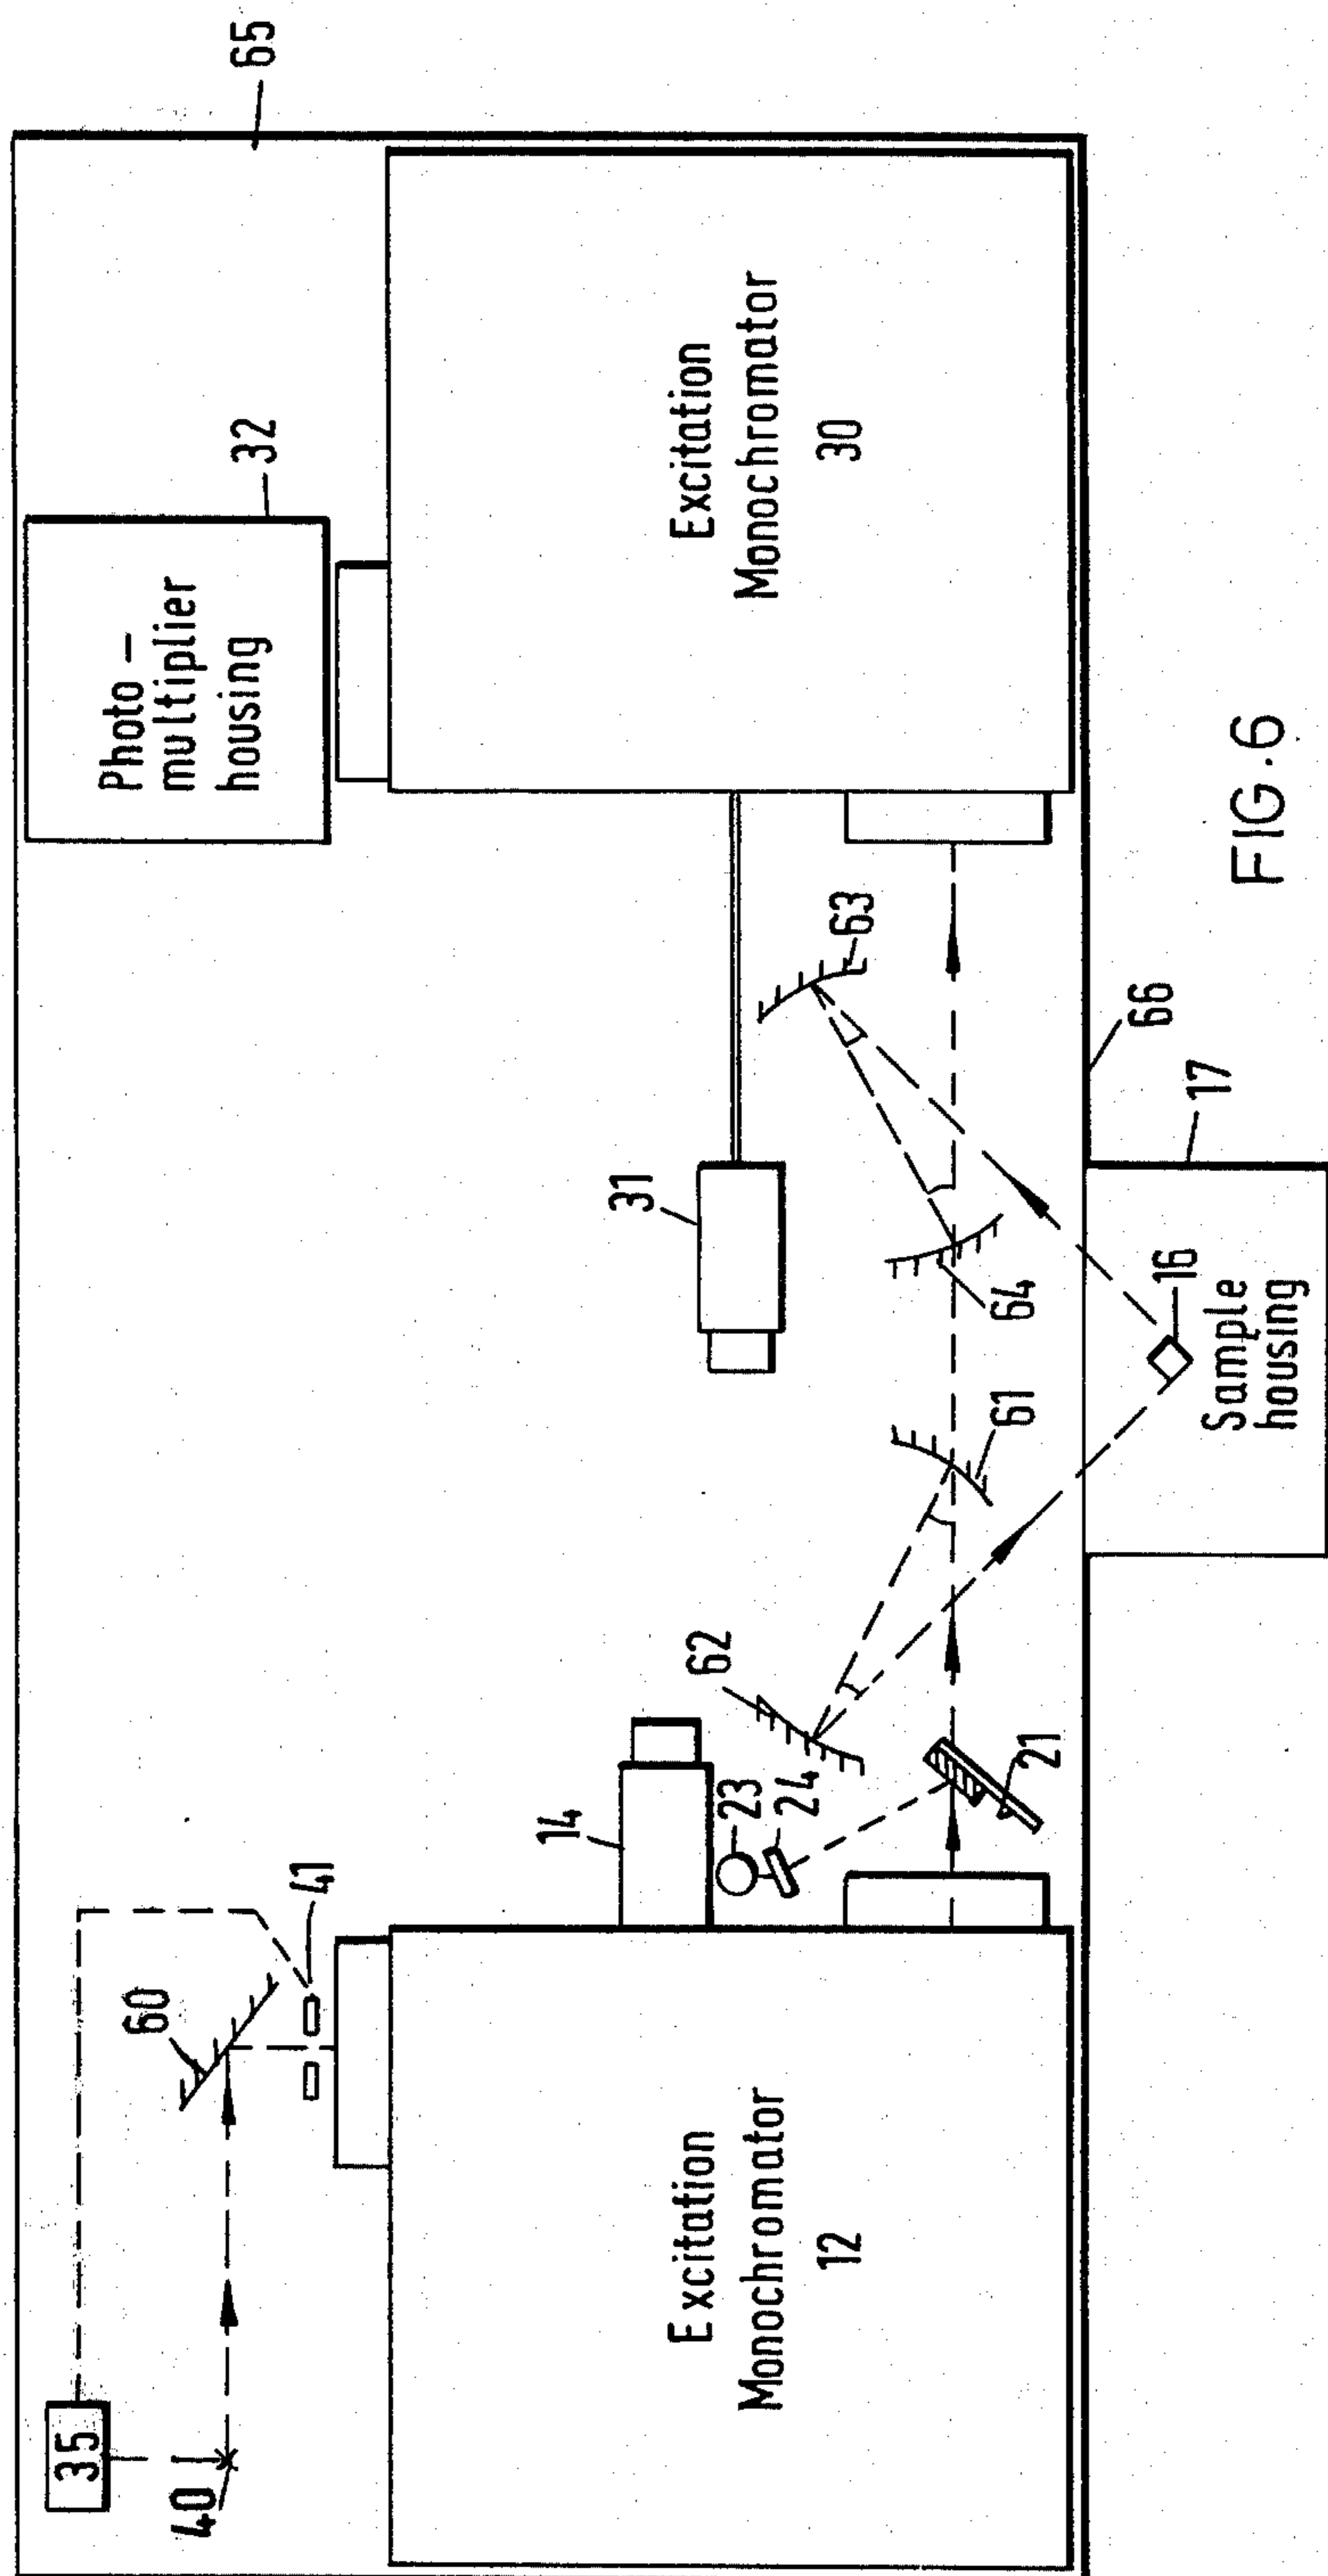 35
40
60
41
Excitation
Monochromator
12
14
23
24
21
62
61
64
63
31
Photo –
multiplier
housing
32
Excitation
Monochromator
30
65
66
17
16
Sample
housing
FIG. 6